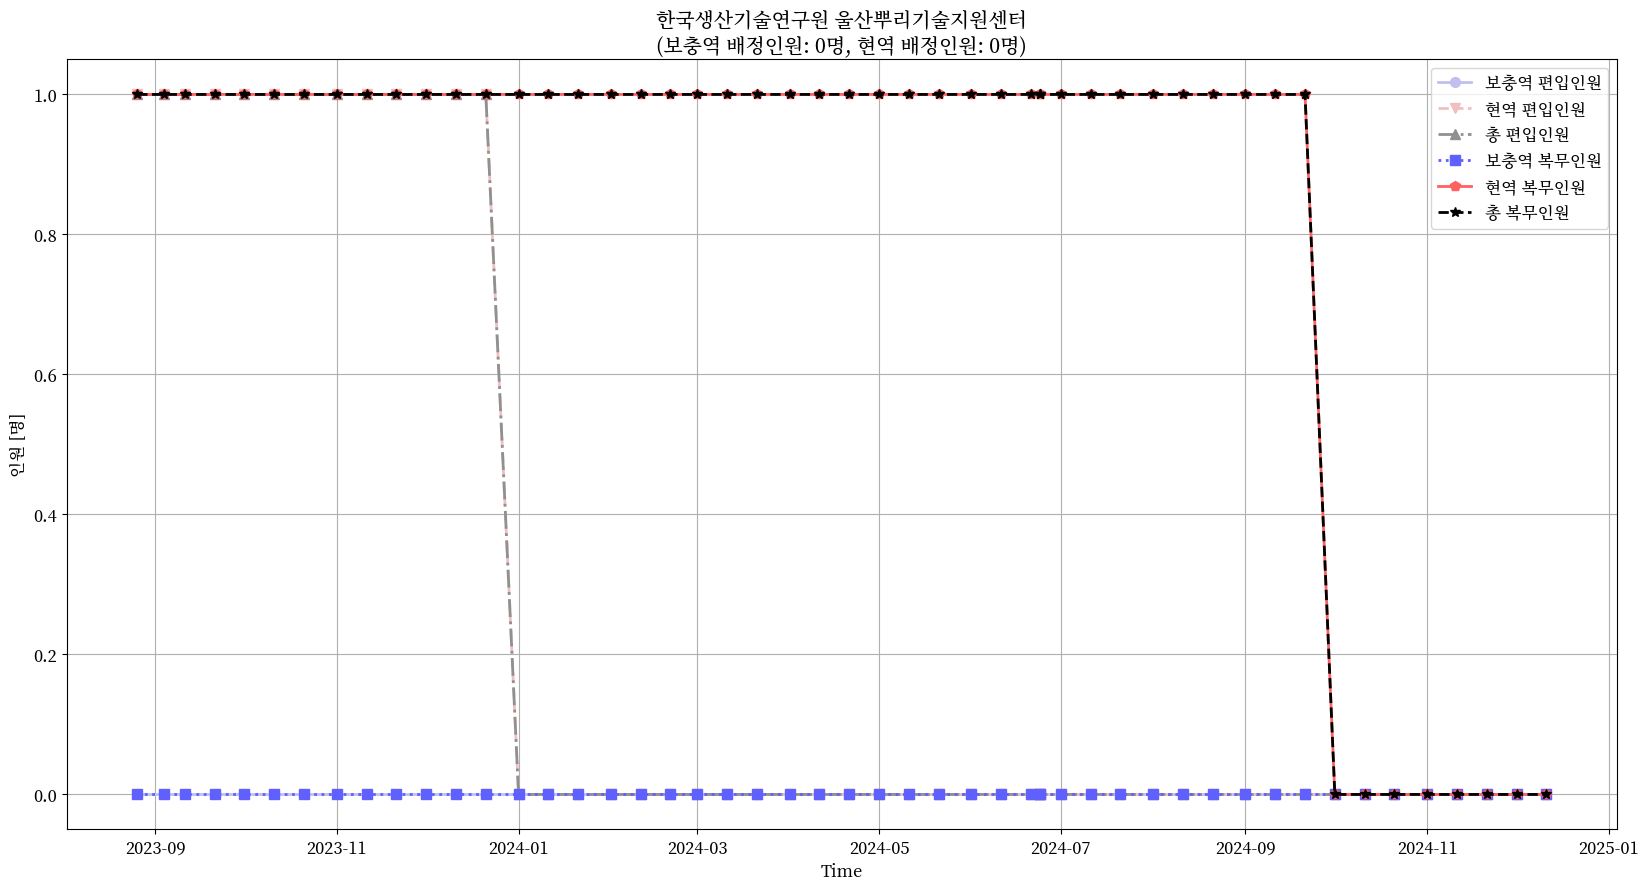 한국생산기술연구원 울산뿌리기술지원센터
(보충역 배정인원: 0명, 현역 배정인원: 0명)
보충역 편입인원
현역 편입인원
총 편입인원
보충역 복무인원
현역 복무인원
총 복무인원
1.0
0.8
0.6
0.4
0.2
0.0
인원 [명]
2023-09
2023-11
2024-01
2024-03
2024-05
2024-07
2024-09
2024-11
2025-01
Time